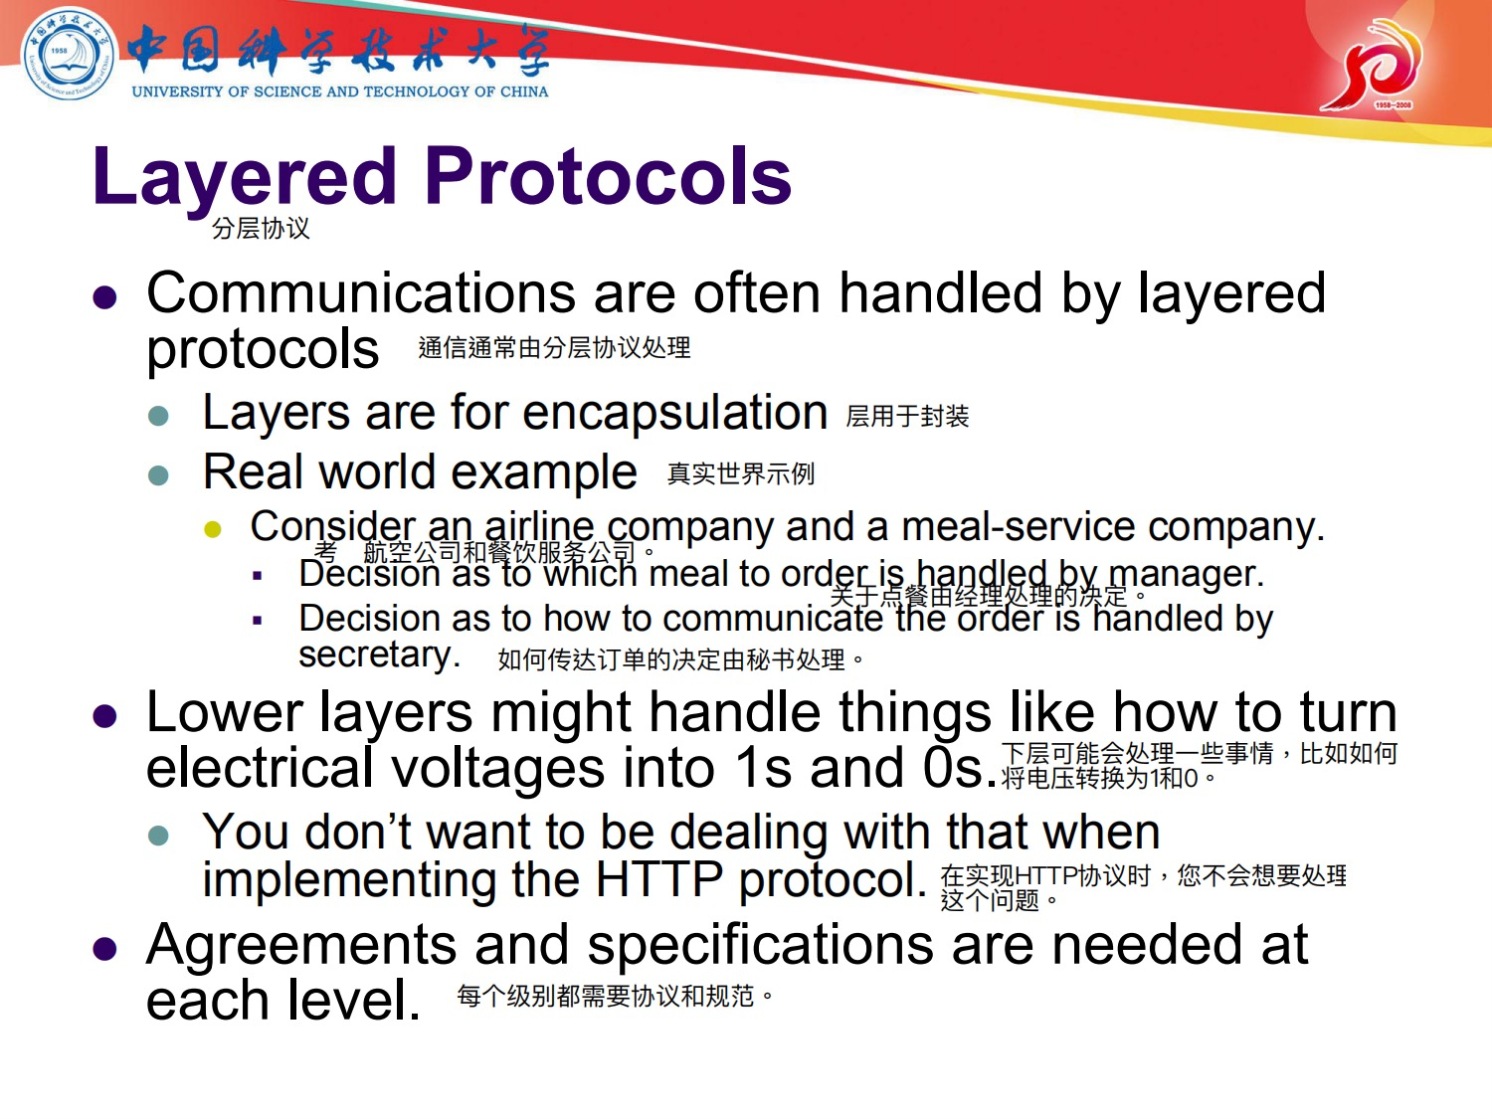 中国科学技术大学
UNIVERSITY OF SCIENCE AND TECHNOLOGY OF CHINA
1958
1958—2008
Layered Protocols
分层协议
Communications are often handled by layered
protocols 通信通常由分层协议处理
Layers are for encapsulation 层用于封装
Real world example 真实世界示例
Consider an airline company and a meal-service company.
考 航空公司和餐饮服务公司。
Decision as to which meal to order is handled by manager.
关于点餐由经理处理的决定。
Decision as to how to communicate the order is handled by
secretary. 如何传达订单的决定由秘书处理。
Lower layers might handle things like how to turn
electrical voltages into 1s and 0s. 下层可能会处理一些事情，比如如何
将电压转换为1和0。
You don’t want to be dealing with that when
implementing the HTTP protocol. 在实现HTTP协议时，您不会想要处理
这个问题。
Agreements and specifications are needed at
each level. 每个级别都需要协议和规范。